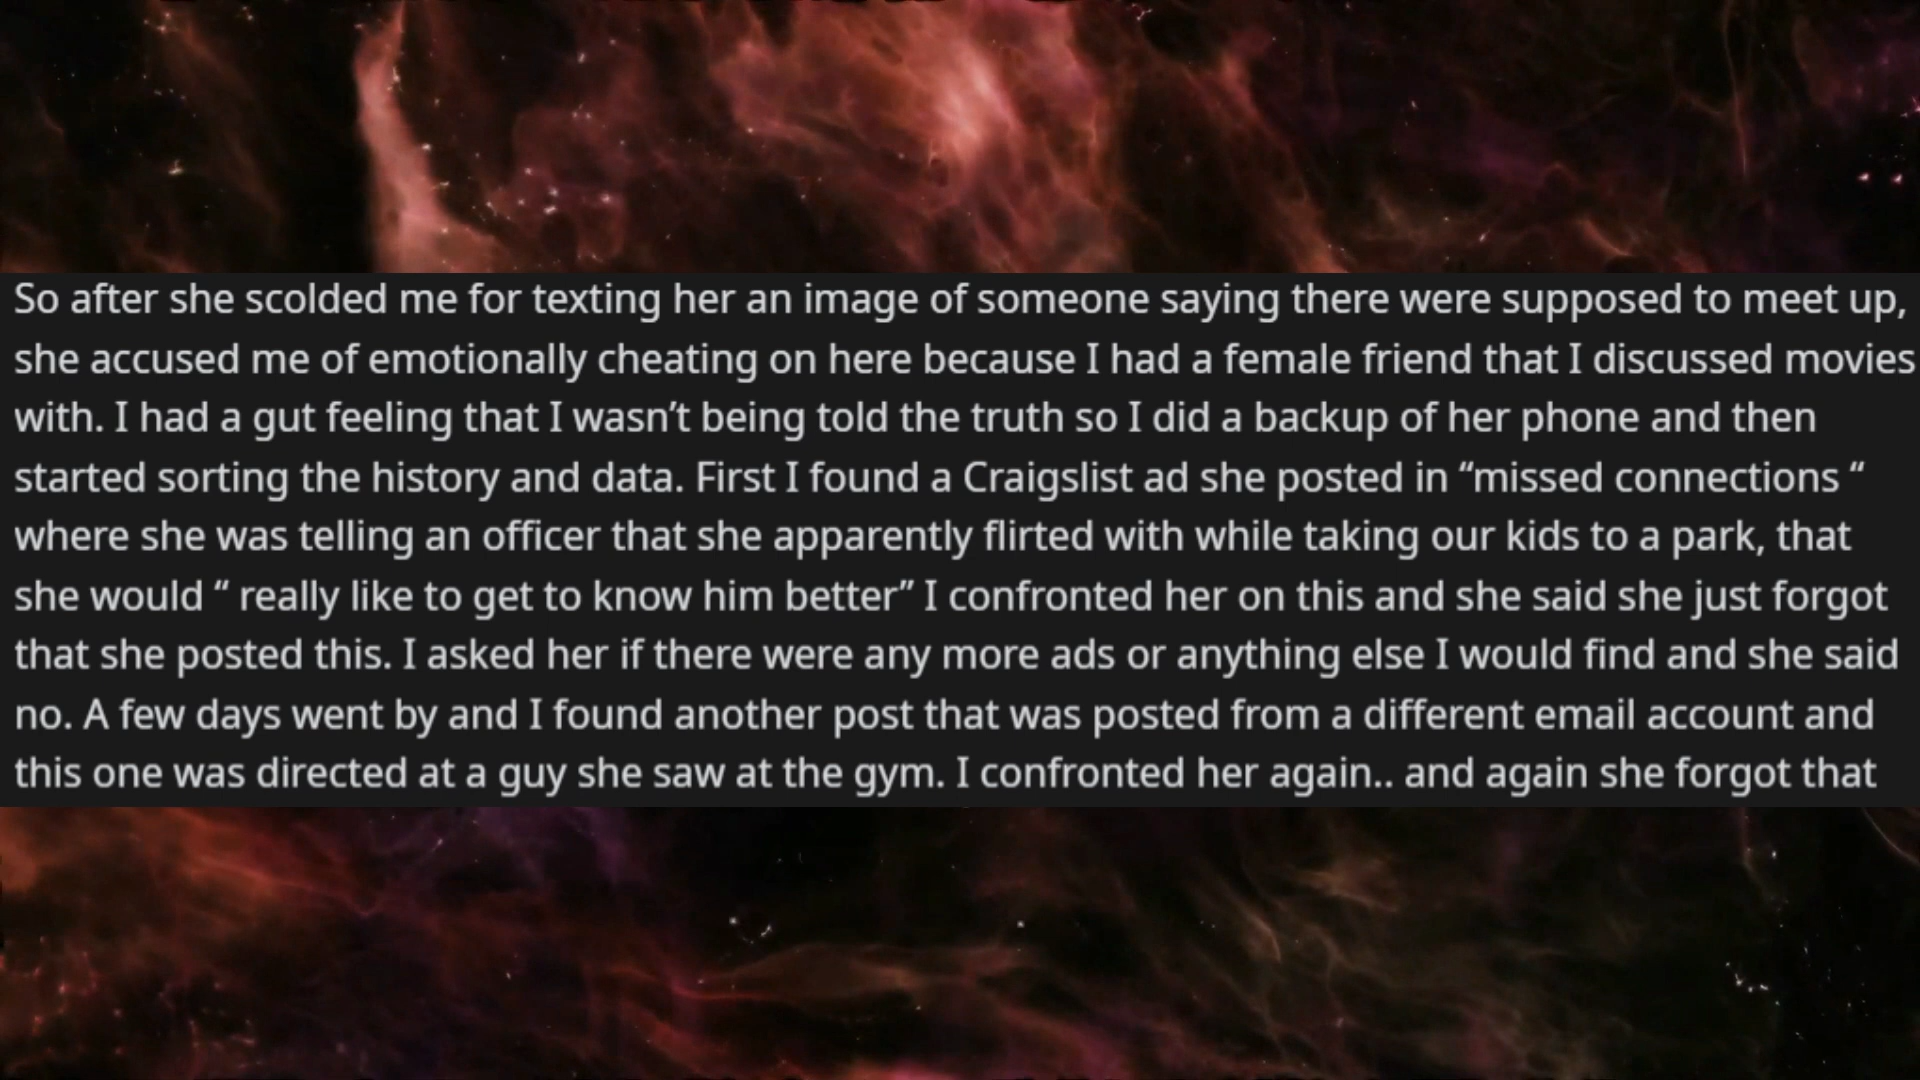 So after she scolded me for texting her an image of someone saying there were supposed to meet up,
she accused me of emotionally cheating on here because I had a female friend that I discussed movies
with. I had a gut feeling that I wasn’t being told the truth so I did a backup of her phone and then
started sorting the history and data. First I found a Craigslist ad she posted in “missed connections “
where she was telling an officer that she apparently flirted with while taking our kids to a park, that
she would “ really like to get to know him better” I confronted her on this and she said she just forgot
that she posted this. I asked her if there were any more ads or anything else I would find and she said
no. A few days went by and I found another post that was posted from a different email account and
this one was directed at a guy she saw at the gym. I confronted her again.. and again she forgot that